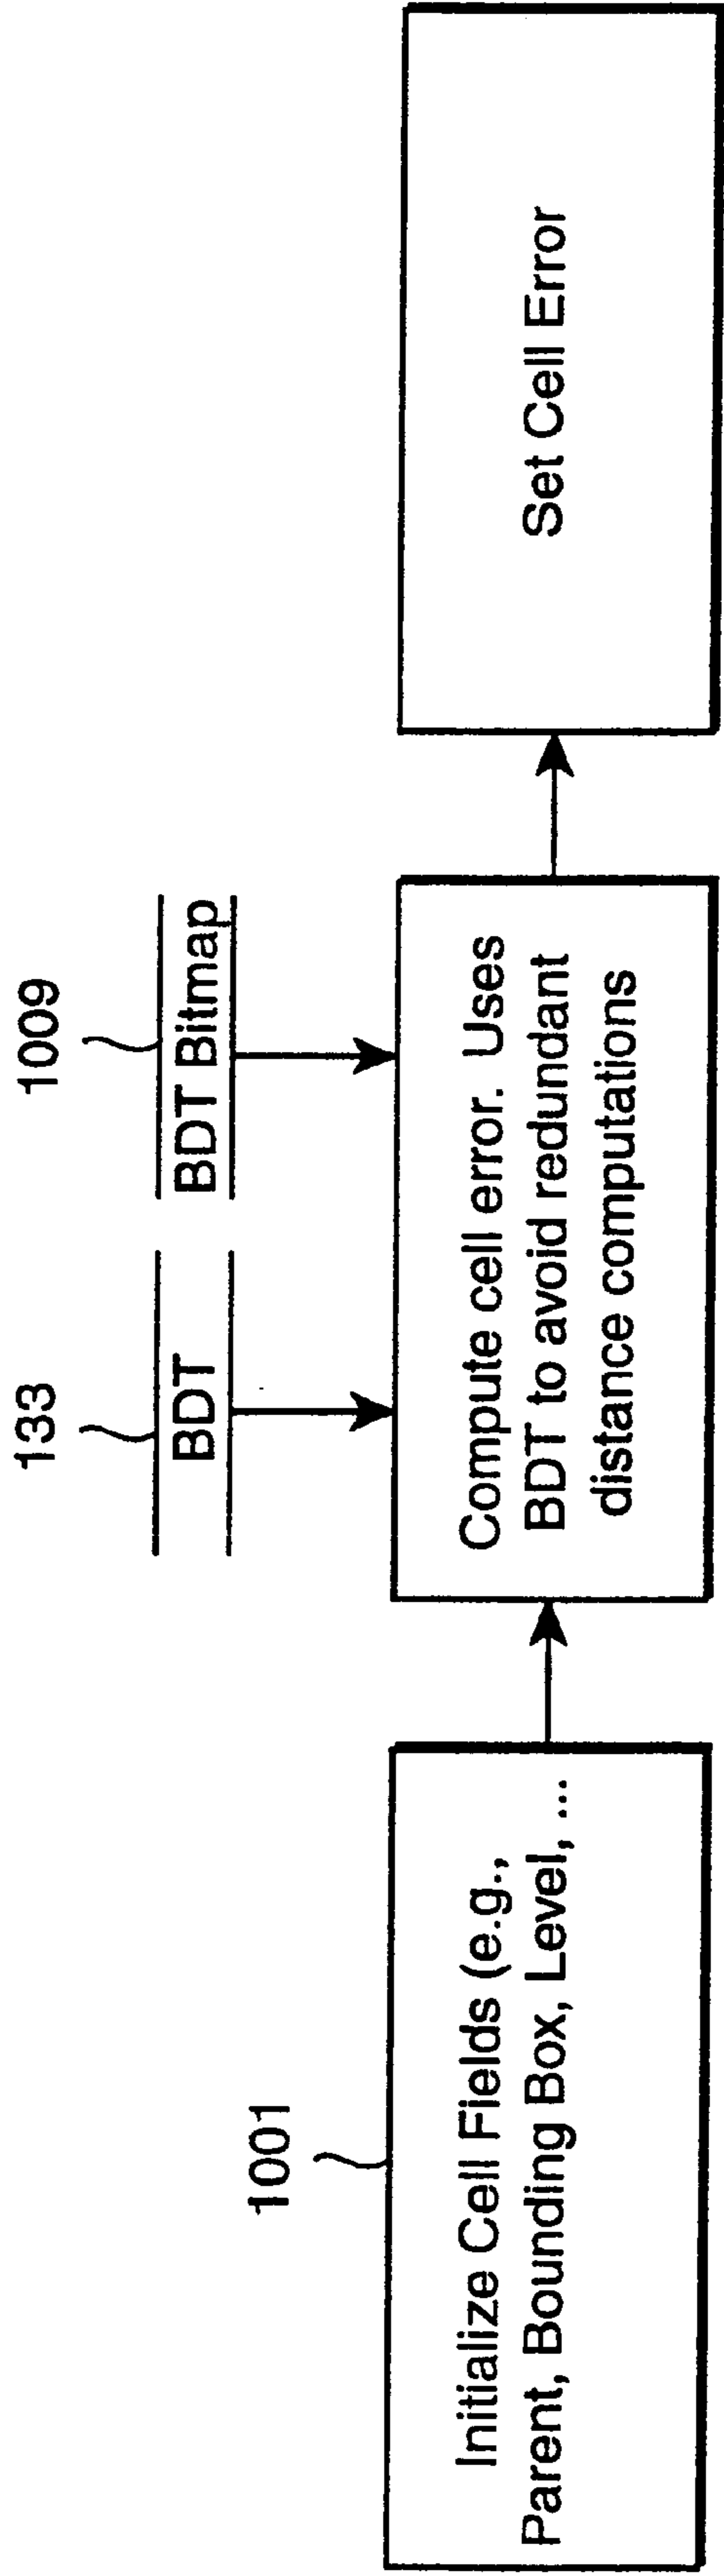 133
1009
BDT
BDT Bitmap
1001
Initialize Cell Fields (e.g.,
Parent, Bounding Box, Level, ...
Compute cell error. Uses
BDT to avoid redundant
distance computations
Set Cell Error